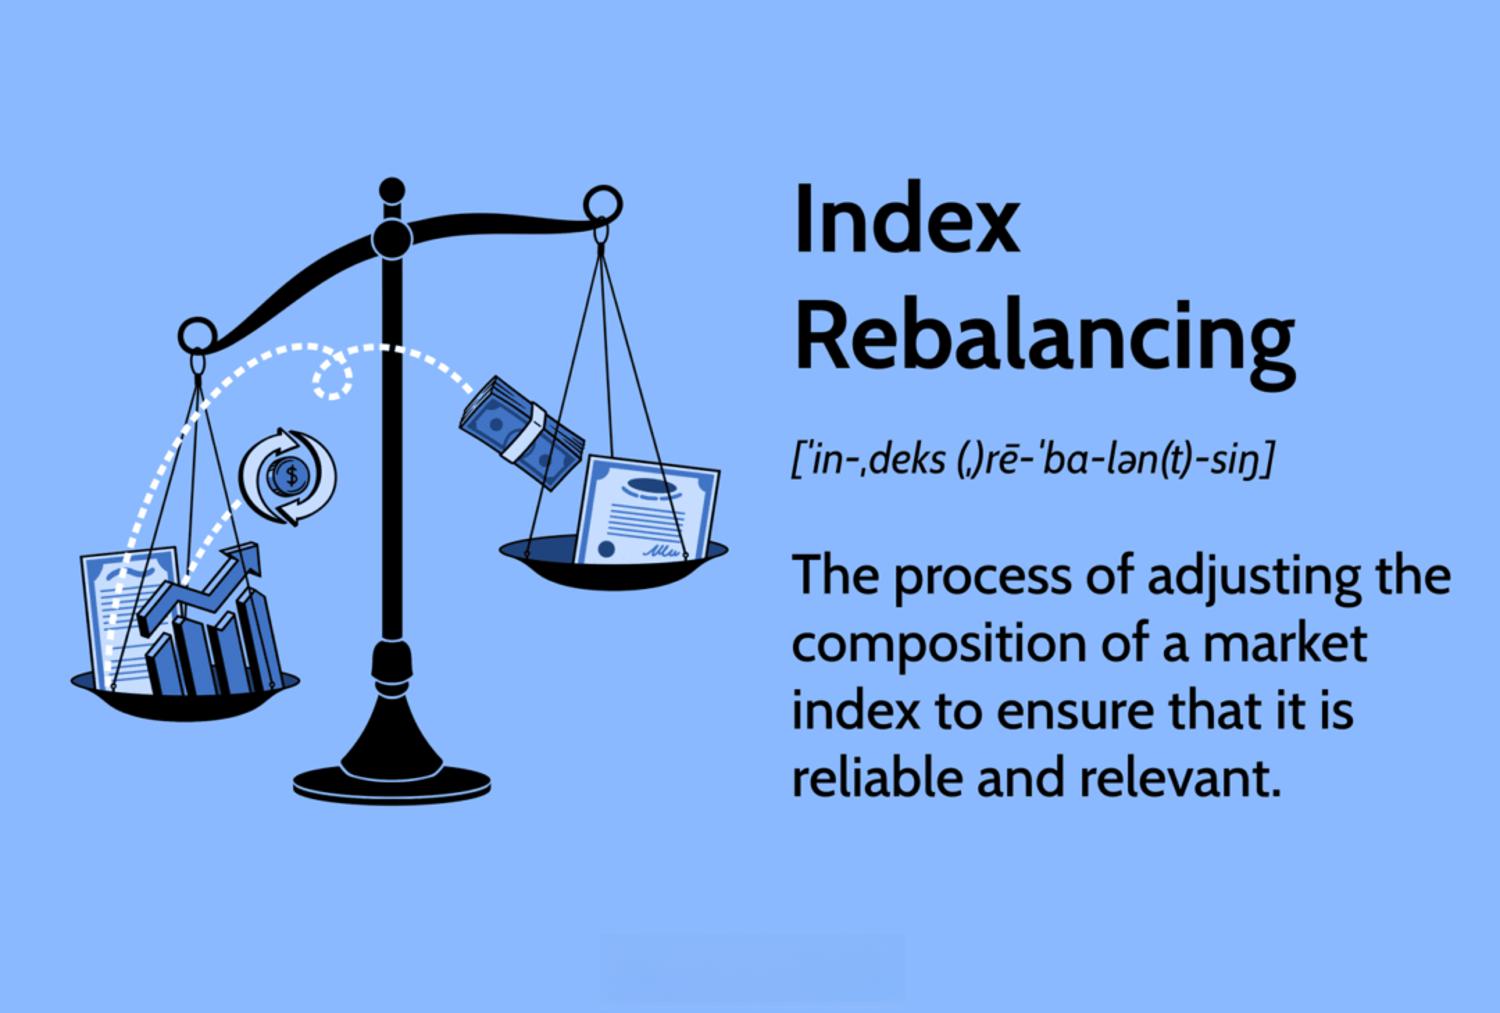 Index
Rebalancing
[ˈin-ˌdeks (ˌ)rē-ˈba-lən(t)-siŋ]
The process of adjusting the
composition of a market
index to ensure that it is
reliable and relevant.